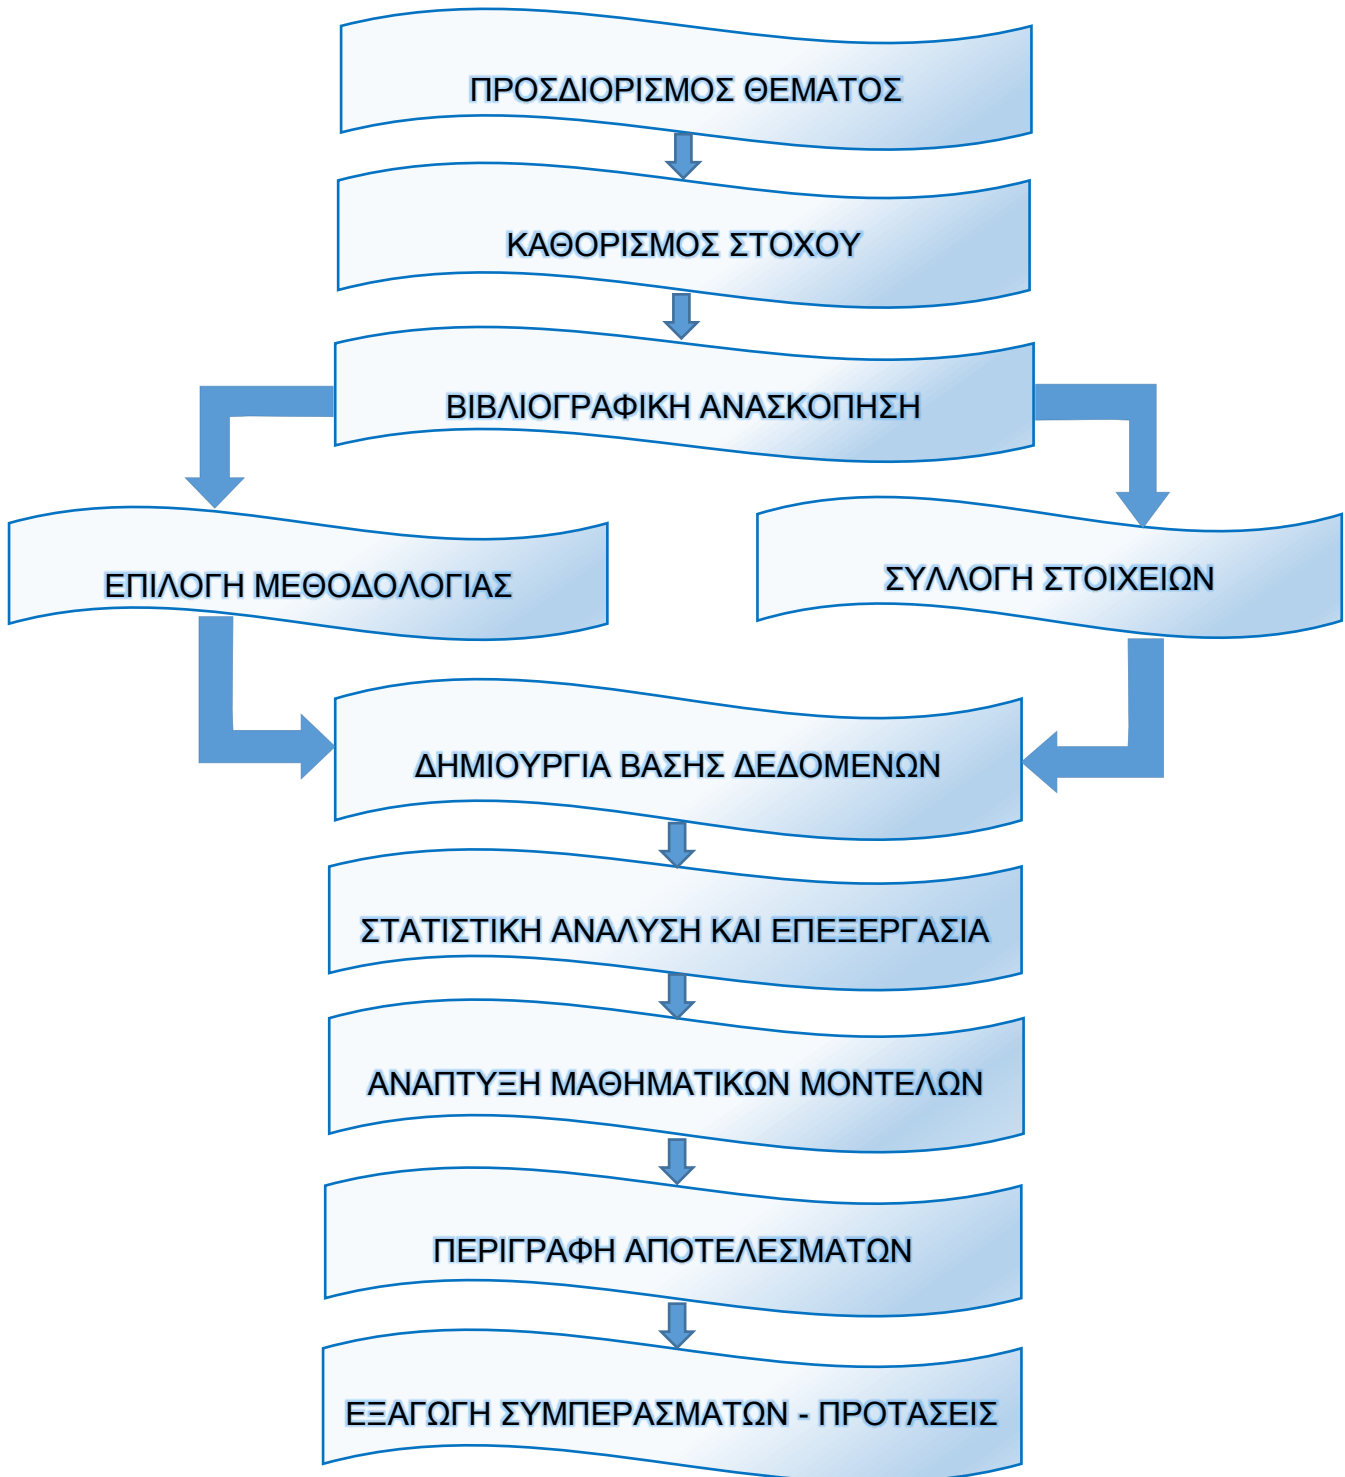 ΠΡΟΣΔΙΟΡΙΣΜΟΣ ΘΕΜΑΤΟΣ
ΚΑΘΟΡΙΣΜΟΣ ΣΤΟΧΟΥ
ΒΙΒΛΙΟΓΡΑΦΙΚΗ ΑΝΑΣΚΟΠΗΣΗ
ΕΠΙΛΟΓΗ ΜΕΘΟΔΟΛΟΓΙΑΣ
ΣΥΛΛΟΓΗ ΣΤΟΙΧΕΙΩΝ
ΔΗΜΙΟΥΡΓΙΑ ΒΑΣΗΣ ΔΕΔΟΜΕΝΩΝ
ΣΤΑΤΙΣΤΙΚΗ ΑΝΑΛΥΣΗ ΚΑΙ ΕΠΕΞΕΡΓΑΣΙΑ
ΑΝΑΠΤΥΞΗ ΜΑΘΗΜΑΤΙΚΩΝ ΜΟΝΤΕΛΩΝ
ΠΕΡΙΓΡΑΦΗ ΑΠΟΤΕΛΕΣΜΑΤΩΝ
ΕΞΑΓΩΓΗ ΣΥΜΠΕΡΑΣΜΑΤΩΝ - ΠΡΟΤΑΣΕΙΣ